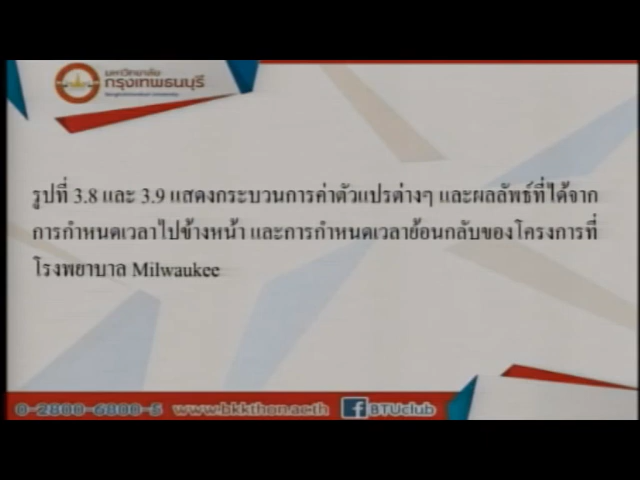 มหาวิทยาลัย
กรุงเทพธนบุรี
รูปที่ 3.8 และ 3.9 แสดงกระบวนการค่าตัวแปรต่างๆ และผลลัพธ์ที่ได้จาก
การกำหนดเวลาไปข้างหน้า และการกำหนดเวลาย้อนกลับของโครงการที่
โรงพยาบาล Milwaukee
0-2800-6800-5 www.bkkthon.ac.th BTUclub